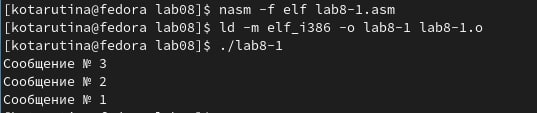 [kotarutina@fedora lab08]$ nasm -f elf lab8-1.asm
[kotarutina@fedora lab08]$ ld -m elf_i386 -o lab8-1 lab8-1.o
[kotarutina@fedora lab08]$ ./lab8-1
Сообщение № 3
Сообщение № 2
Сообщение № 1